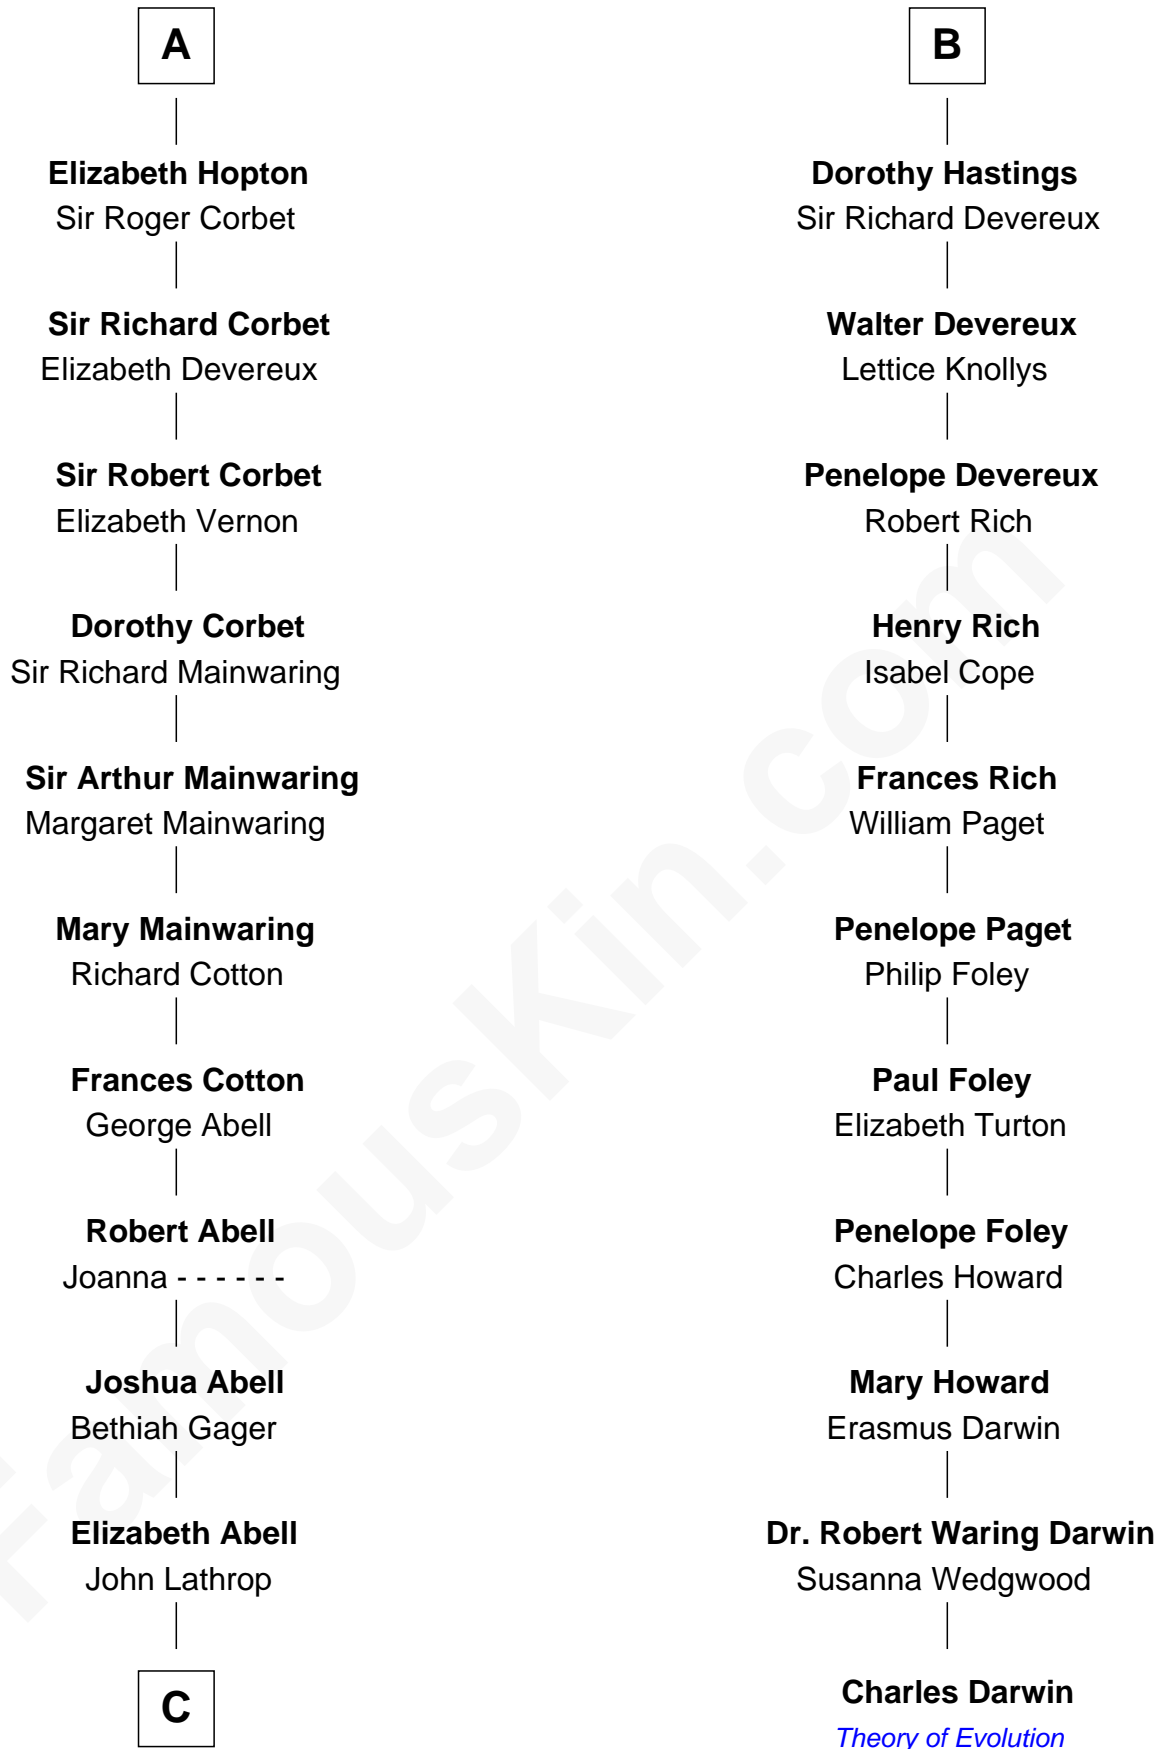 A
Elizabeth Hopton
Sir Roger Corbet
Sir Richard Corbet
Elizabeth Devereux
Sir Robert Corbet
Elizabeth Vernon
Dorothy Corbet
Sir Richard Mainwaring
Sir Arthur Mainwaring
Margaret Mainwaring
Mary Mainwaring
Richard Cotton
Frances Cotton
George Abell
Robert Abell
Joanna - - - - - -
Joshua Abell
Bethiah Gager
Elizabeth Abell
John Lathrop
C
B
Dorothy Hastings
Sir Richard Devereux
Walter Devereux
Lettice Knollys
Penelope Devereux
Robert Rich
Henry Rich
Isabel Cope
Frances Rich
William Paget
Penelope Paget
Philip Foley
Paul Foley
Elizabeth Turton
Penelope Foley
Charles Howard
Mary Howard
Erasmus Darwin
Dr. Robert Waring Darwin
Susanna Wedgwood
Charles Darwin
Theory of Evolution
FamousKin.com